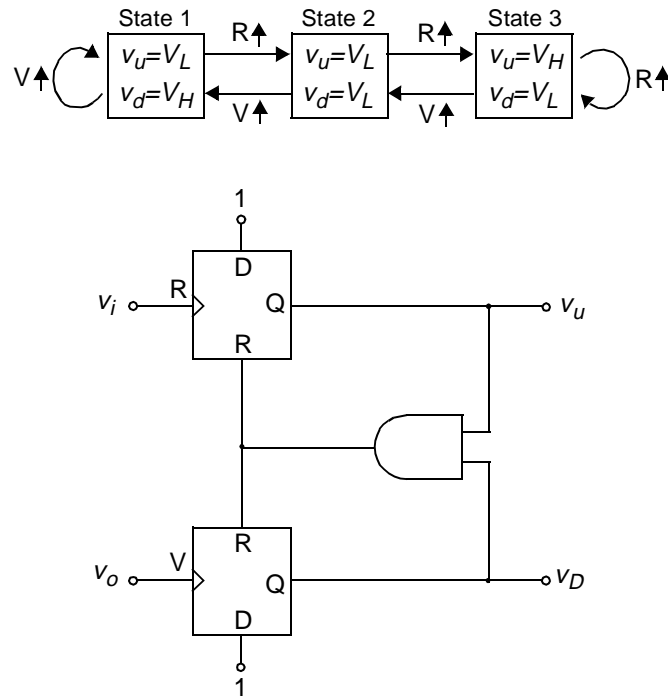 State 1 State 2 State 3
R R
V v_u=V_L v_u=V_L v_u=V_H R
v_d=V_H v_d=V_L v_d=V_L
V V
1
D
v_i R Q v_u
R
R
v_o V Q v_D
D
1